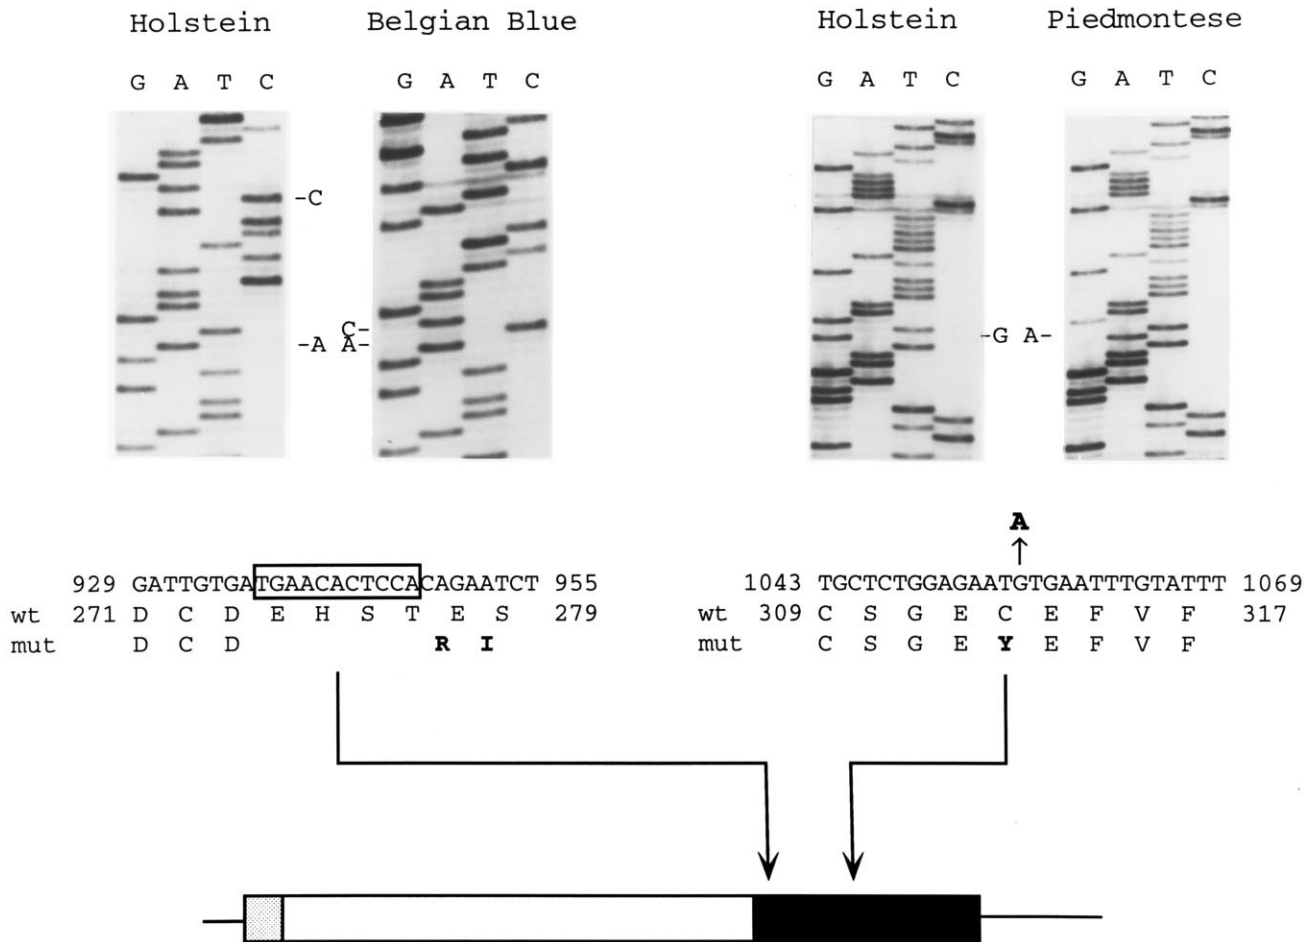 Holstein Belgian Blue Holstein Piedmontese
G A T C G A T C G A T C G A T C
-C
C-
-A A- -G A-
A
929 GATTGTGATGAACACTCCACAGAATCT 955 1043 TGCTCTGGAGAATGTGAATTTGTATTT 1069
wt 271 D C D E H S T E S 279 wt 309 C S G E C E F V F 317
mut D C D R I mut C S G E Y E F V F